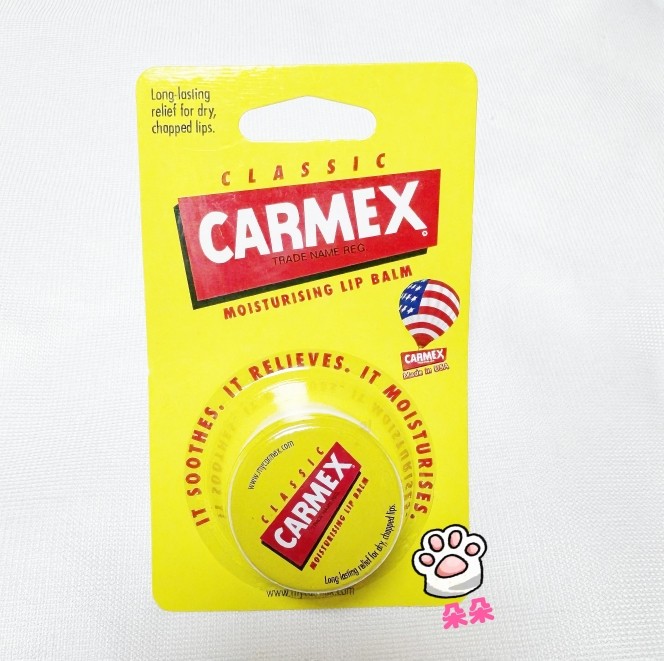 Long-lasting
relief for dry,
chapped lips.
CLASSIC
CARMEX
TRADE NAME REG.
MOISTURISING LIP BALM
CARMEX
Made in USA
IT SOOTHES. IT RELIEVES. IT MOISTURISES.
www.mycarmex.com
CLASSIC
CARMEX
MOISTURISING LIP BALM
Long lasting relief for dry, chapped lips.
朵朵